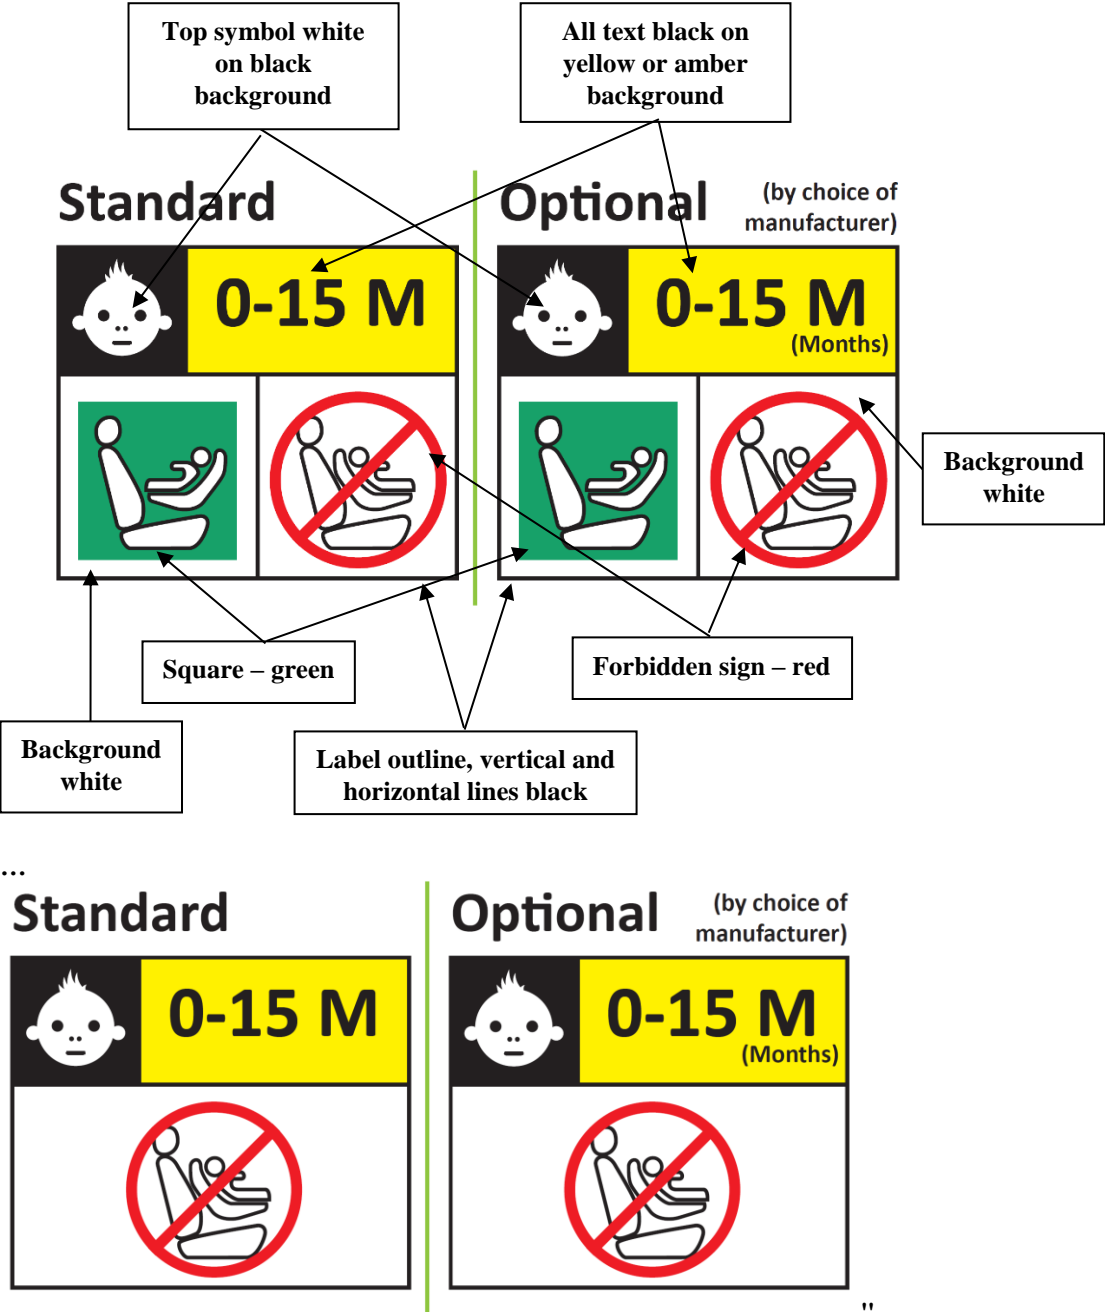 Top symbol white
on black
background
All text black on
yellow or amber
background
Standard
Optional
(by choice of
manufacturer)
0-15 M
0-15 M
(Months)
Background
white
Square – green
Forbidden sign – red
Background
white
Label outline, vertical and
horizontal lines black
...
Standard
Optional
(by choice of
manufacturer)
0-15 M
0-15 M
(Months)
"